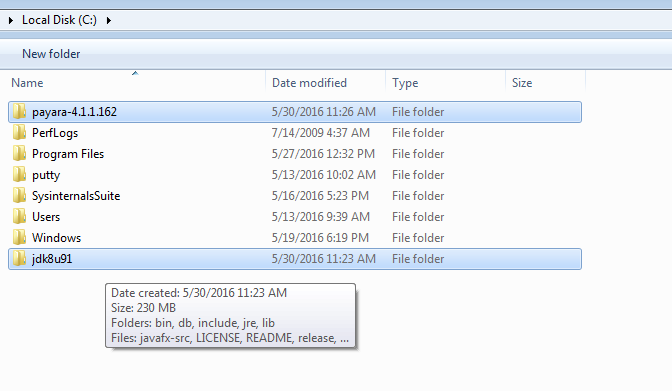 Local Disk (C:)
New folder
Name Date modified Type Size
payara-4.1.1.162 5/30/2016 11:26 AM File folder
PerfLogs 7/14/2009 4:37 AM File folder
Program Files 5/27/2016 12:32 PM File folder
putty 5/13/2016 10:02 AM File folder
SysinternalsSuite 5/16/2016 5:23 PM File folder
Users 5/13/2016 9:39 AM File folder
Windows 5/19/2016 6:19 PM File folder
jdk8u91 5/30/2016 11:23 AM File folder
Date created: 5/30/2016 11:23 AM
Size: 230 MB
Folders: bin, db, include, jre, lib
Files: javafx-src, LICENSE, README, release, ...